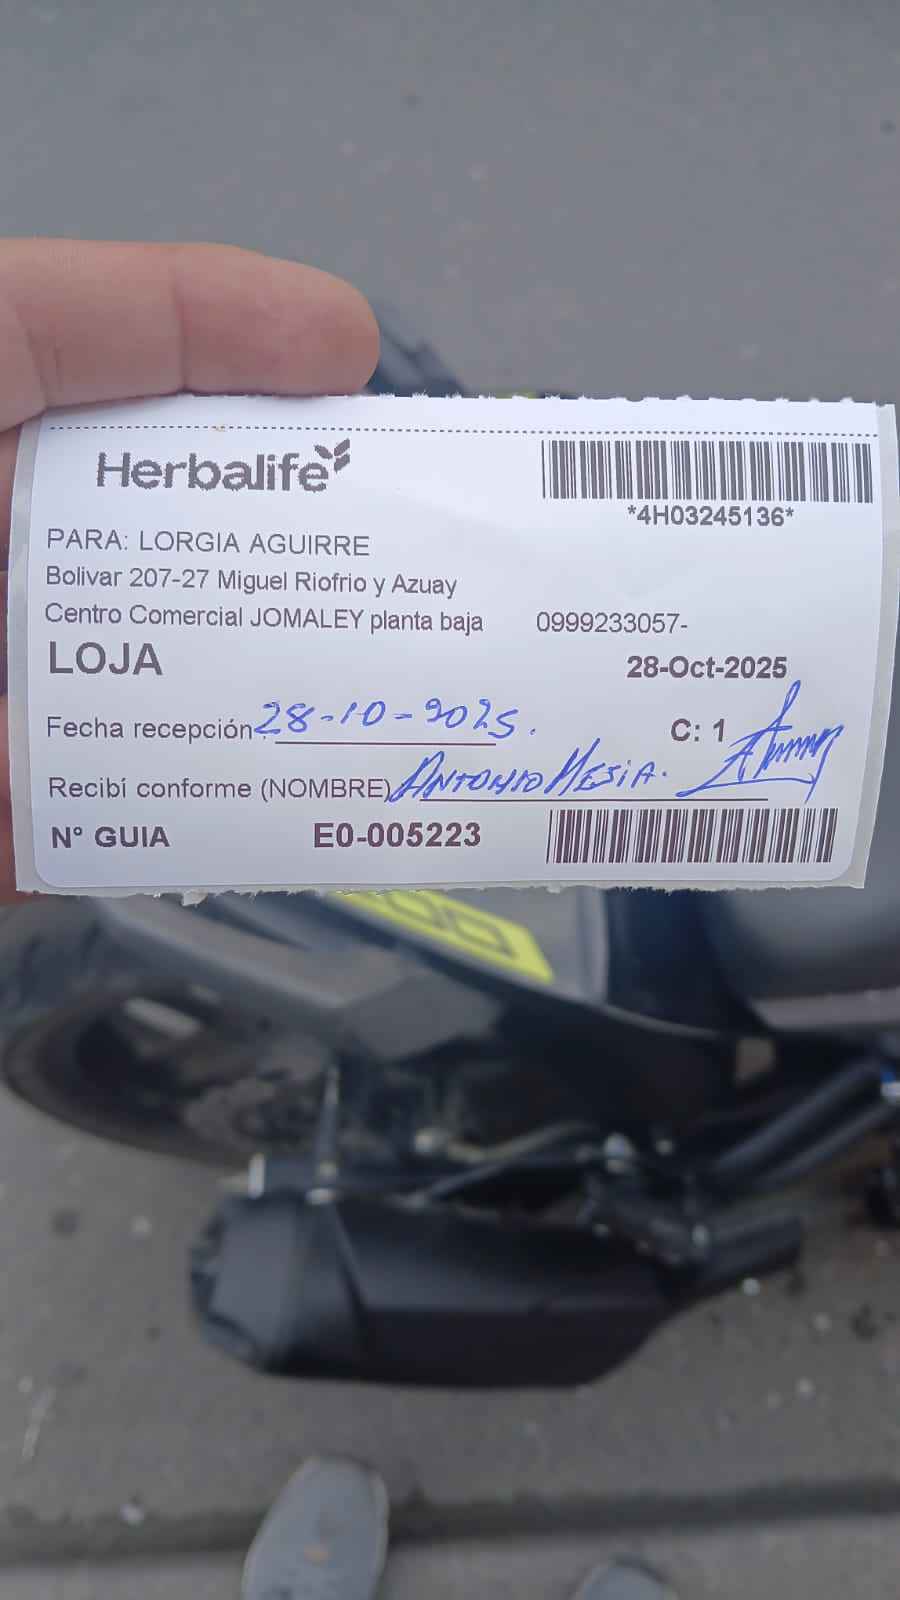 Herbalife
*4H03245136*
PARA: LORGIA AGUIRRE
Bolivar 207-27 Miguel Riofrio y Azuay
Centro Comercial JOMALEY planta baja 0999233057-
LOJA 28-Oct-2025
Fecha recepción: 28-10-2025. C: 1
Recibí conforme (NOMBRE) ANTONIO MESIA.
N° GUIA E0-005223